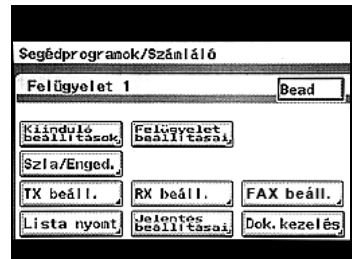 Segédprogramok/Számláló
Felügyelet 1
Bead
Kiinduló beállítások
Felügyelet beállításai
Szla/Enged.
TX beáll.
RX beáll.
FAX beáll.
Lista nyomt
Jelentés beállításai
Dok. kezelés